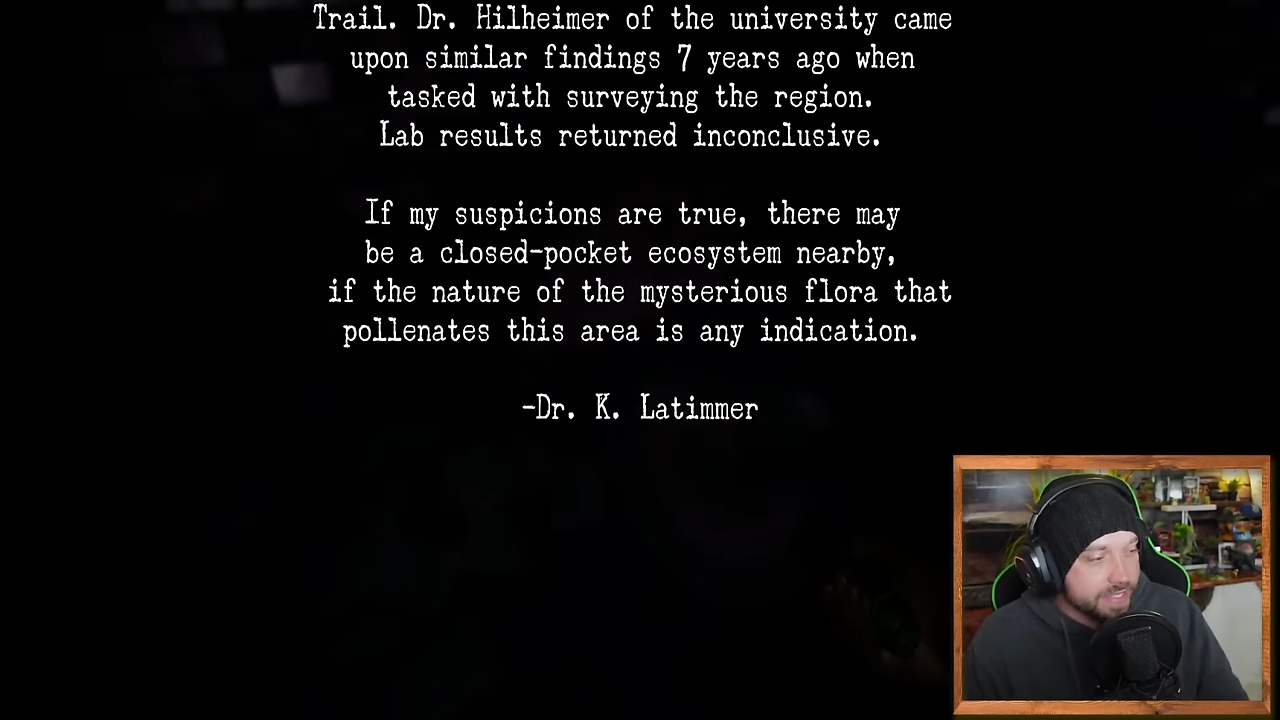 Trail. Dr. Hilheimer of the university came
upon similar findings 7 years ago when
tasked with surveying the region.
Lab results returned inconclusive.
If my suspicions are true, there may
be a closed-pocket ecosystem nearby,
if the nature of the mysterious flora that
pollenates this area is any indication.
-Dr. K. Latimmer